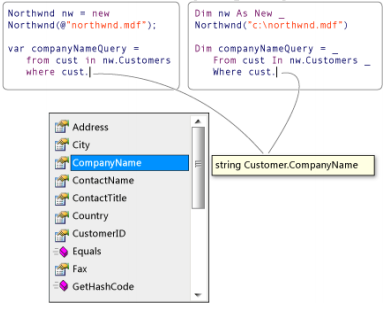 Northwnd nw = new
Northwnd(@"northwnd.mdf");
var companyNameQuery =
from cust in nw.Customers
where cust.
Dim nw As New _
Northwnd("c:\northwnd.mdf")
Dim companyNameQuery = _
From cust In nw.Customers _
Where cust.
Address
City
CompanyName
ContactName
ContactTitle
Country
CustomerID
Equals
Fax
GetHashCode
string Customer.CompanyName